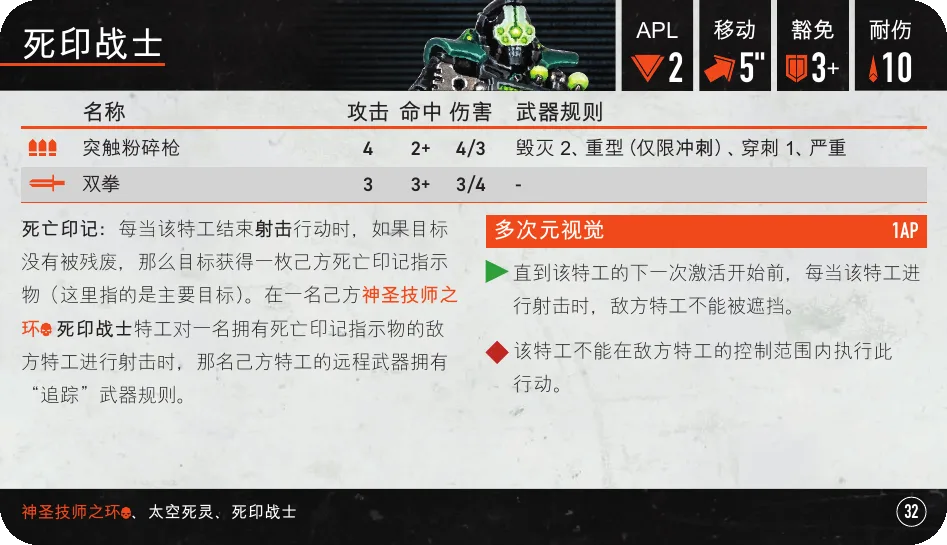 死印战士
APL 移动 豁免 耐伤
2 5" 3+ 10
名称 攻击 命中 伤害 武器规则
突触粉碎枪 4 2+ 4/3 毁灭 2、重型（仅限冲刺）、穿刺 1、严重
双拳 3 3+ 3/4 -
死亡印记：每当该特工结束射击行动时，如果目标
没有被残废，那么目标获得一枚己方死亡印记指示
物（这里指的是主要目标）。在一名己方神圣技师之
环死印战士特工对一名拥有死亡印记指示物的敌
方特工进行射击时，那名己方特工的远程武器拥有
“追踪”武器规则。
多次元视觉 1AP
直到该特工的下一次激活开始前，每当该特工进
行射击时，敌方特工不能被遮挡。
该特工不能在敌方特工的控制范围内执行此
行动。
神圣技师之环、太空死灵、死印战士 32